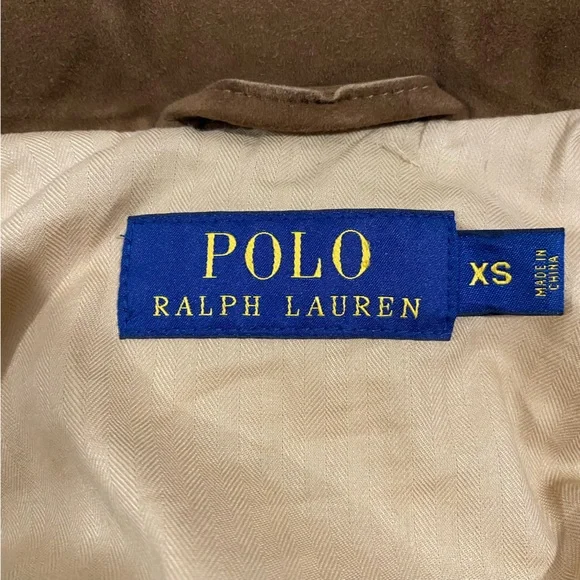 POLO
RALPH LAUREN
XS
MADE IN
CHINA